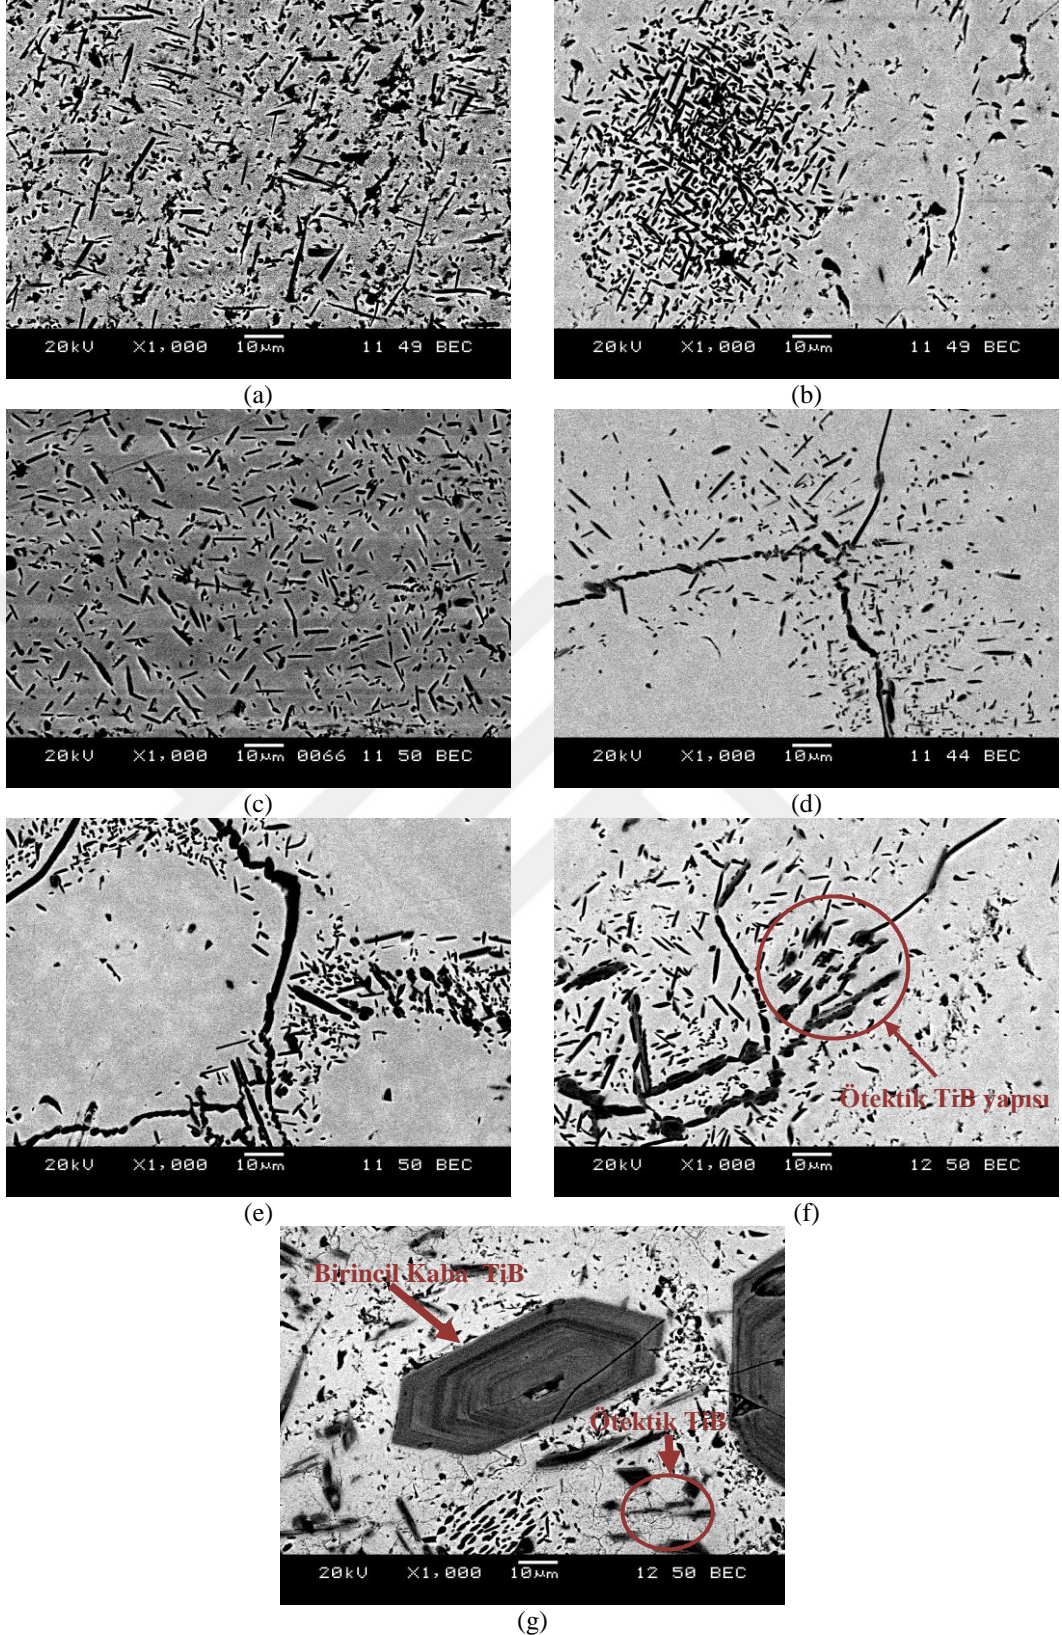 20kU X1,000 10µm 11 49 BEC
20kU X1,000 10µm 11 49 BEC
(a)
(b)
20kU X1,000 10µm 0066 11 50 BEC
20kU X1,000 10µm 11 44 BEC
(c)
(d)
Ötektik TiB yapısı
20kU X1,000 10µm 11 50 BEC
20kU X1,000 10µm 12 50 BEC
(e)
(f)
Birincil Kaba TiB
Ötektik TiB
20kU X1,000 10µm 12 50 BEC
(g)